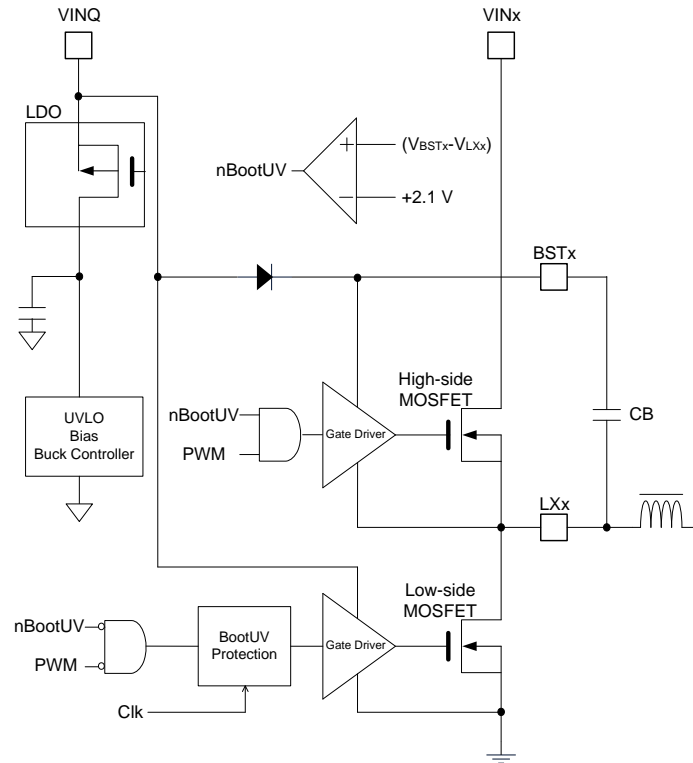 VINQ
VINx
LDO
(VBSTx-VLXx)
nBootUV
+2.1 V
BSTx
High-side
MOSFET
nBootUV
Gate Driver
PWM
CB
UVLO
Bias
Buck Controller
LXx
Low-side
MOSFET
nBootUV
BootUV
Protection
Gate Driver
PWM
Clk